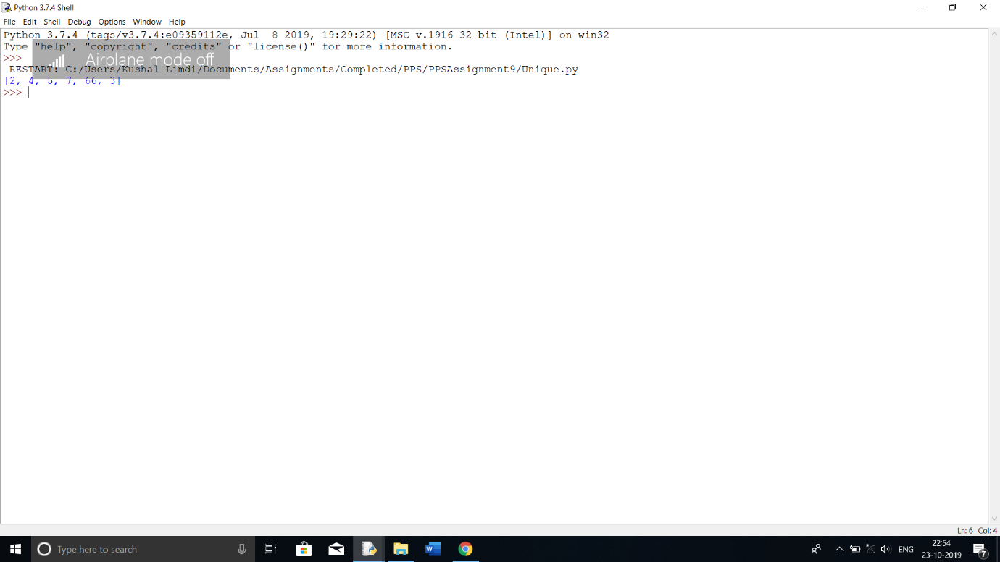 Python 3.7.4 Shell
File Edit Shell Debug Options Window Help
Python 3.7.4 (tags/v3.7.4:e09359112e, Jul  8 2019, 19:29:22) [MSC v.1916 32 bit (Intel)] on win32
Type "help", "copyright", "credits" or "license()" for more information.
>>>
Airplane mode off
RESTART: C:/Users/Kushal Limdi/Documents/Assignments/Completed/PPS/PPSAssignment9/Unique.py
[2, 4, 5, 7, 66, 3]
>>>
Ln: 6 Col: 4
Type here to search
W
ENG
22:54
23-10-2019
7